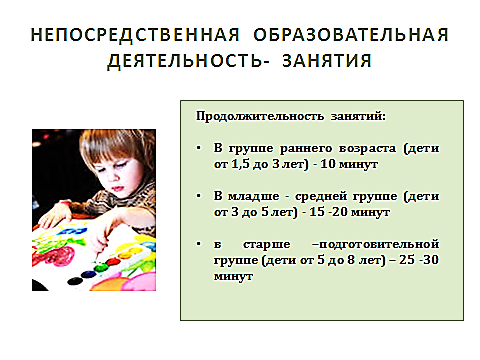 НЕПОСРЕДСТВЕННАЯ ОБРАЗОВАТЕЛЬНАЯ
ДЕЯТЕЛЬНОСТЬ- ЗАНЯТИЯ
Продолжительность занятий:
• В группе раннего возраста (дети
от 1,5 до 3 лет) - 10 минут
• В младше - средней группе (дети
от 3 до 5 лет) - 15 -20 минут
• в старше –подготовительной
группе (дети от 5 до 8 лет) – 25 -30
минут